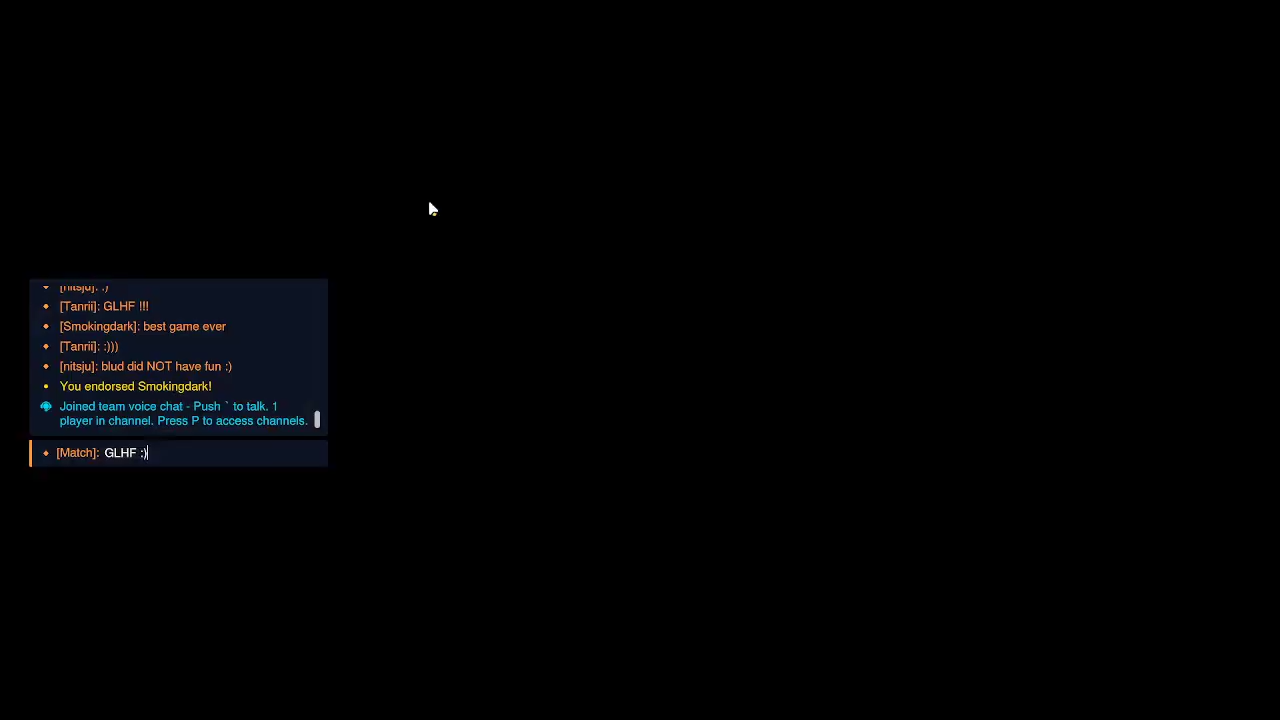 [nitsju]: :)
[Tanrii]: GLHF !!!
[Smokingdark]: best game ever
[Tanrii]: :)))
[nitsju]: blud did NOT have fun :)
You endorsed Smokingdark!
Joined team voice chat - Push ` to talk. 1
player in channel. Press P to access channels.
[Match]: GLHF :)